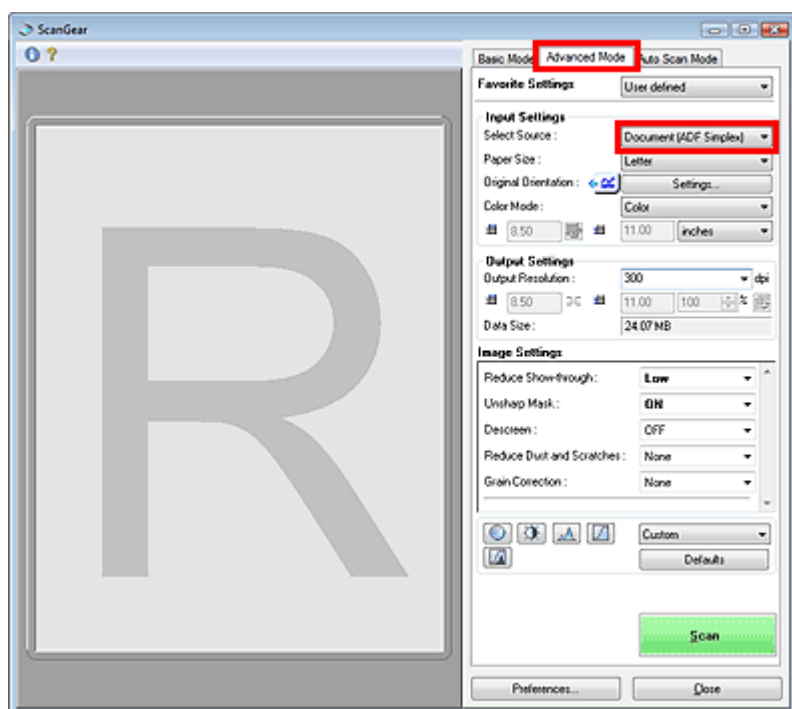 ScanGear
Basic Mode Advanced Mode Auto Scan Mode
Favorite Settings User defined
Input Settings
Select Source : Document (ADF Simplex)
Paper Size : Letter
Original Orientation : Settings...
Color Mode : Color
8.50 11.00 inches
Output Settings
Output Resolution : 300 dpi
8.50 11.00 100 %
Data Size : 24.07 MB
Image Settings
Reduce Show-through : Low
Unsharp Mask : ON
Descreen : OFF
Reduce Dust and Scratches : None
Grain Correction : None
Custom
Defaults
R
Scan
Preferences... Close